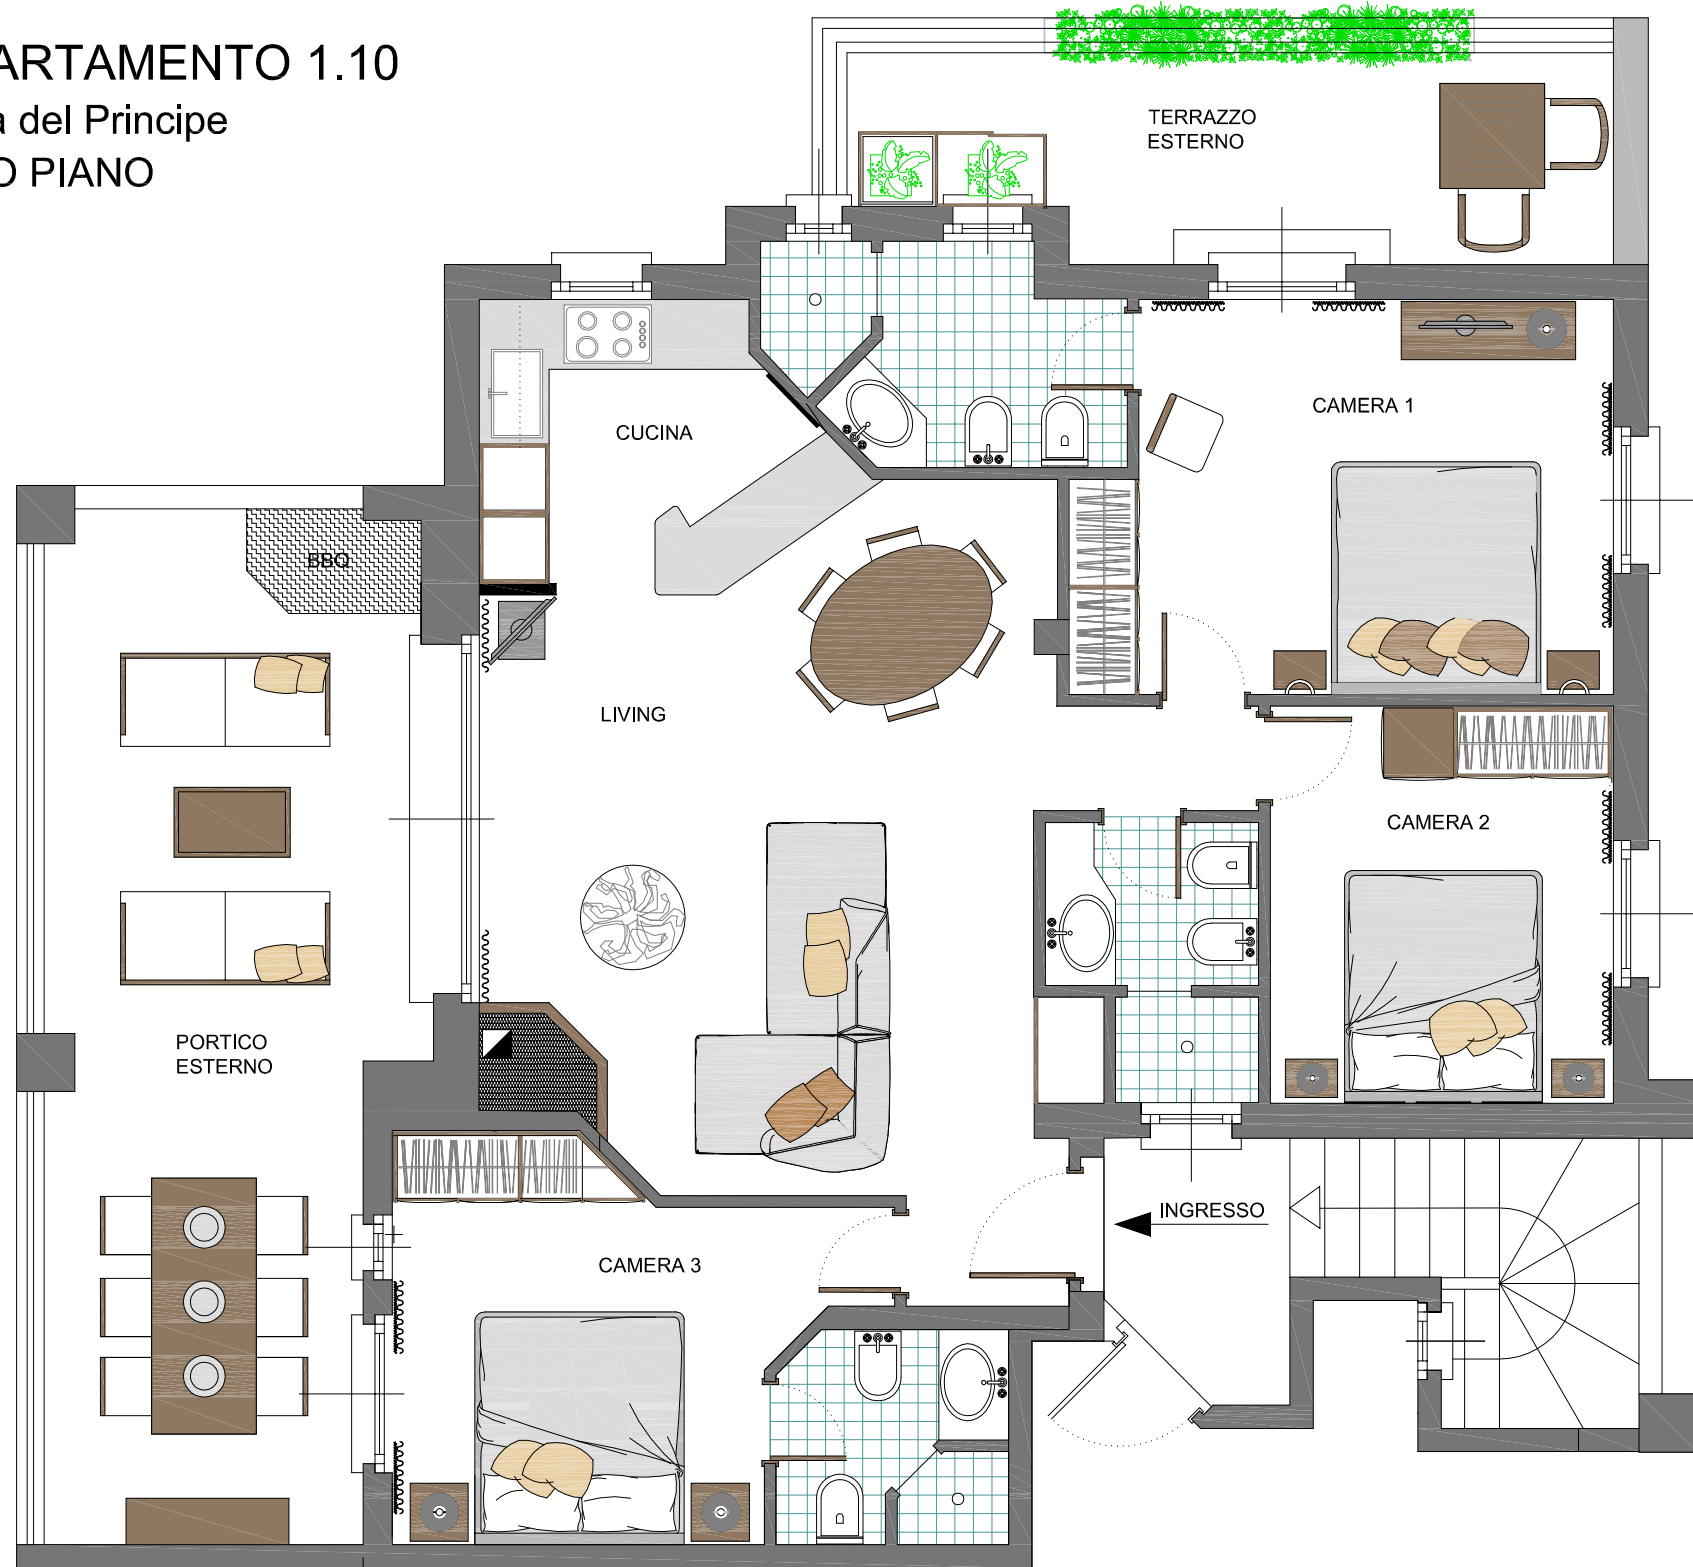 ARTAMENTO 1.10
a del Principe
O PIANO
TERRAZZO
ESTERNO
CAMERA 1
CUCINA
BBQ
LIVING
CAMERA 2
PORTICO
ESTERNO
INGRESSO
CAMERA 3